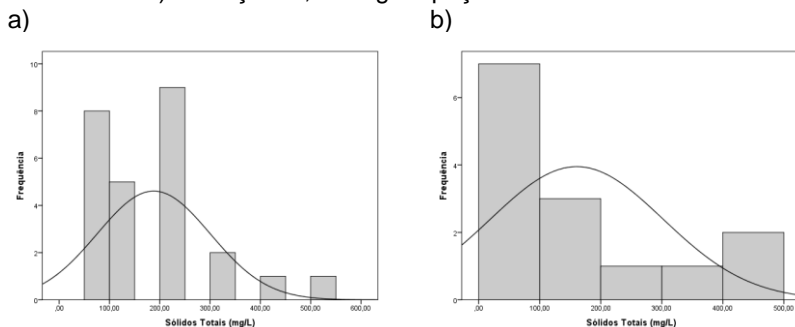 a)
b)
10
8
6
4
2
0
Frequência
,00 100,00 200,00 300,00 400,00 500,00 600,00
Sólidos Totais (mg/L)
6
4
2
0
Frequência
,00 100,00 200,00 300,00 400,00 500,00
Sólidos Totais (mg/L)